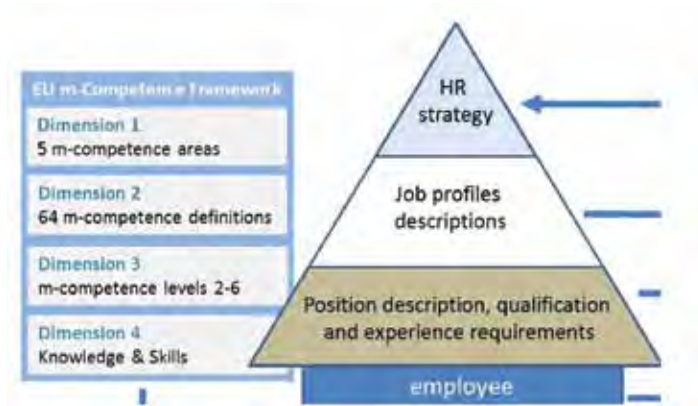 EU m-Competence Framework
Dimension 1
5 m-competence areas
Dimension 2
64 m-competence definitions
Dimension 3
m-competence levels 2-6
Dimension 4
Knowledge & Skills
HR
strategy
Job profiles
descriptions
Position description, qualification
and experience requirements
employee